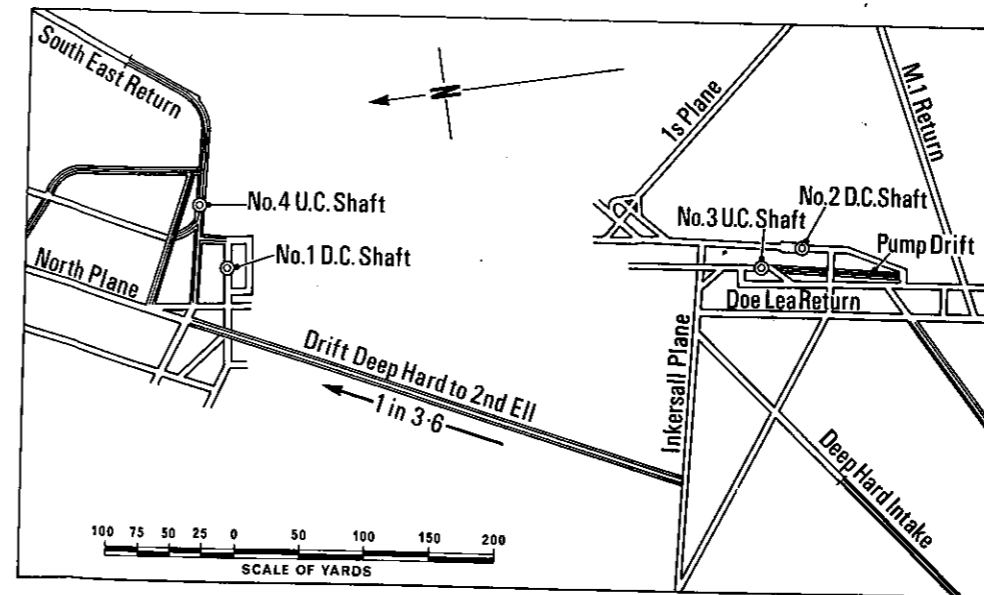 South East Return
N
1s Plane
M.1 Return
No.4 U.C. Shaft
No.2 D.C. Shaft
No.3 U.C. Shaft
Pump Drift
North Plane
No.1 D.C. Shaft
Doe Lea Return
Drift Deep Hard to 2nd Ell
1 in 3·6
Inkersall Plane
Deep Hard Intake
100 75 50 25 0 50 100 150 200
SCALE OF YARDS